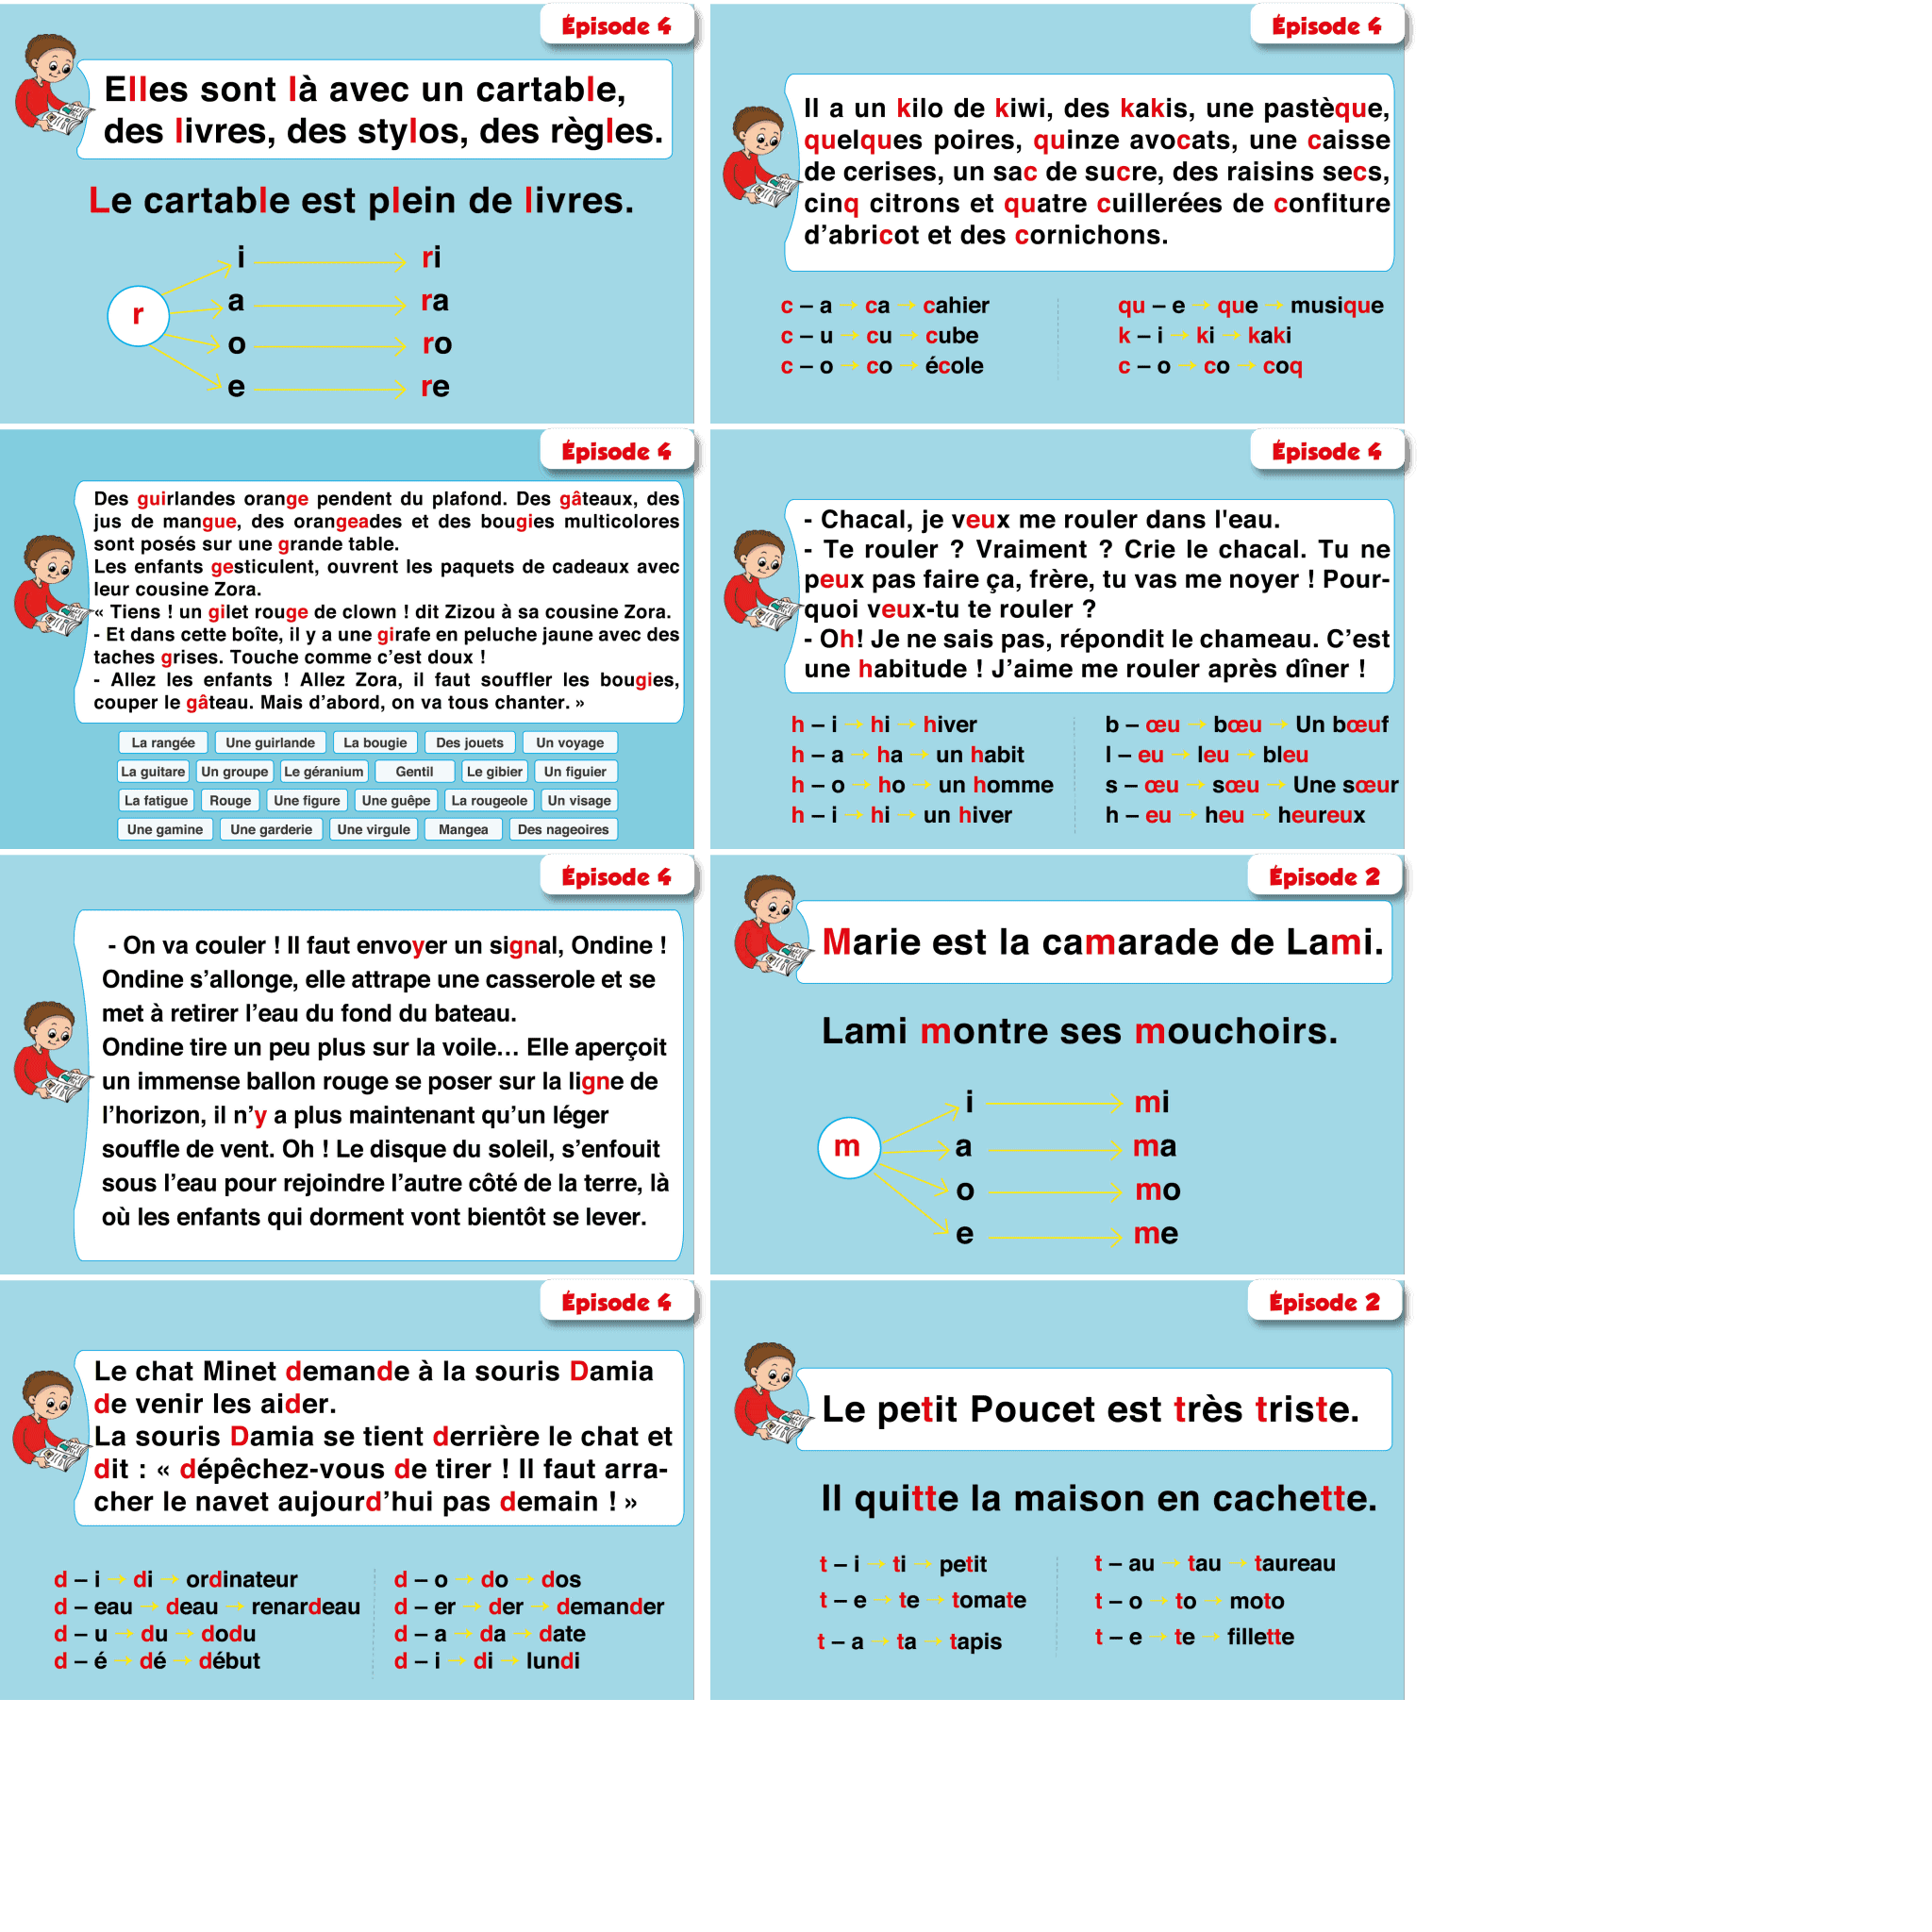 Épisode 4
Elles sont là avec un cartable,
des livres, des stylos, des règles.
Le cartable est plein de livres.
r
i ri
a ra
o ro
e re
Épisode 4
Il a un kilo de kiwi, des kakis, une pastèque,
quelques poires, quinze avocats, une caisse
de cerises, un sac de sucre, des raisins secs,
cinq citrons et quatre cuillerées de confiture
d’abricot et des cornichons.
c – a → ca → cahier
c – u → cu → cube
c – o → co → école
qu – e → que → musique
k – i → ki → kaki
c – o → co → coq
Épisode 4
Des guirlandes orange pendent du plafond. Des gâteaux, des
jus de mangue, des orangeades et des bougies multicolores
sont posés sur une grande table.
Les enfants gesticulent, ouvrent les paquets de cadeaux avec
leur cousine Zora.
« Tiens ! un gilet rouge de clown ! dit Zizou à sa cousine Zora.
- Et dans cette boîte, il y a une girafe en peluche jaune avec des
taches grises. Touche comme c’est doux !
- Allez les enfants ! Allez Zora, il faut souffler les bougies,
couper le gâteau. Mais d’abord, on va tous chanter. »
La rangée Une guirlande La bougie Des jouets Un voyage
La guitare Un groupe Le géranium Gentil Le gibier Un figuier
La fatigue Rouge Une figure Une guêpe La rougeole Un visage
Une gamine Une garderie Une virgule Mangea Des nageoires
Épisode 4
- Chacal, je veux me rouler dans l'eau.
- Te rouler ? Vraiment ? Crie le chacal. Tu ne
peux pas faire ça, frère, tu vas me noyer ! Pour-
quoi veux-tu te rouler ?
- Oh! Je ne sais pas, répondit le chameau. C’est
une habitude ! J’aime me rouler après dîner !
h – i → hi → hiver
h – a → ha → un habit
h – o → ho → un homme
h – i → hi → un hiver
b – œu → bœu → Un bœuf
l – eu → leu → bleu
s – œu → sœu → Une sœur
h – eu → heu → heureux
Épisode 4
- On va couler ! Il faut envoyer un signal, Ondine !
Ondine s’allonge, elle attrape une casserole et se
met à retirer l’eau du fond du bateau.
Ondine tire un peu plus sur la voile… Elle aperçoit
un immense ballon rouge se poser sur la ligne de
l’horizon, il n’y a plus maintenant qu’un léger
souffle de vent. Oh ! Le disque du soleil, s’enfouit
sous l’eau pour rejoindre l’autre côté de la terre, là
où les enfants qui dorment vont bientôt se lever.
Épisode 2
Marie est la camarade de Lami.
Lami montre ses mouchoirs.
m
i mi
a ma
o mo
e me
Épisode 4
Le chat Minet demande à la souris Damia
de venir les aider.
La souris Damia se tient derrière le chat et
dit : « dépêchez-vous de tirer ! Il faut arra-
cher le navet aujourd’hui pas demain ! »
d – i → di → ordinateur
d – eau → deau → renardeau
d – u → du → dodu
d – é → dé → début
d – o → do → dos
d – er → der → demander
d – a → da → date
d – i → di → lundi
Épisode 2
Le petit Poucet est très triste.
Il quitte la maison en cachette.
t – i → ti → petit
t – e → te → tomate
t – a → ta → tapis
t – au → tau → taureau
t – o → to → moto
t – e → te → fillette